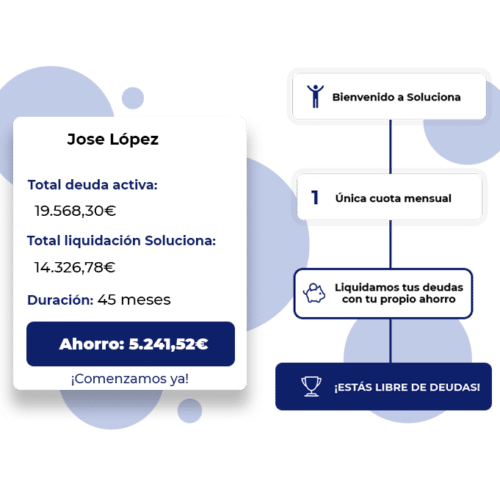 Jose López
Total deuda activa:
19.568,30€
Total liquidación Soluciona:
14.326,78€
Duración: 45 meses
Ahorro: 5.241,52€
¡Comenzamos ya!
Bienvenido a Soluciona
1 Única cuota mensual
Liquidamos tus deudas
con tu propio ahorro
¡ESTÁS LIBRE DE DEUDAS!